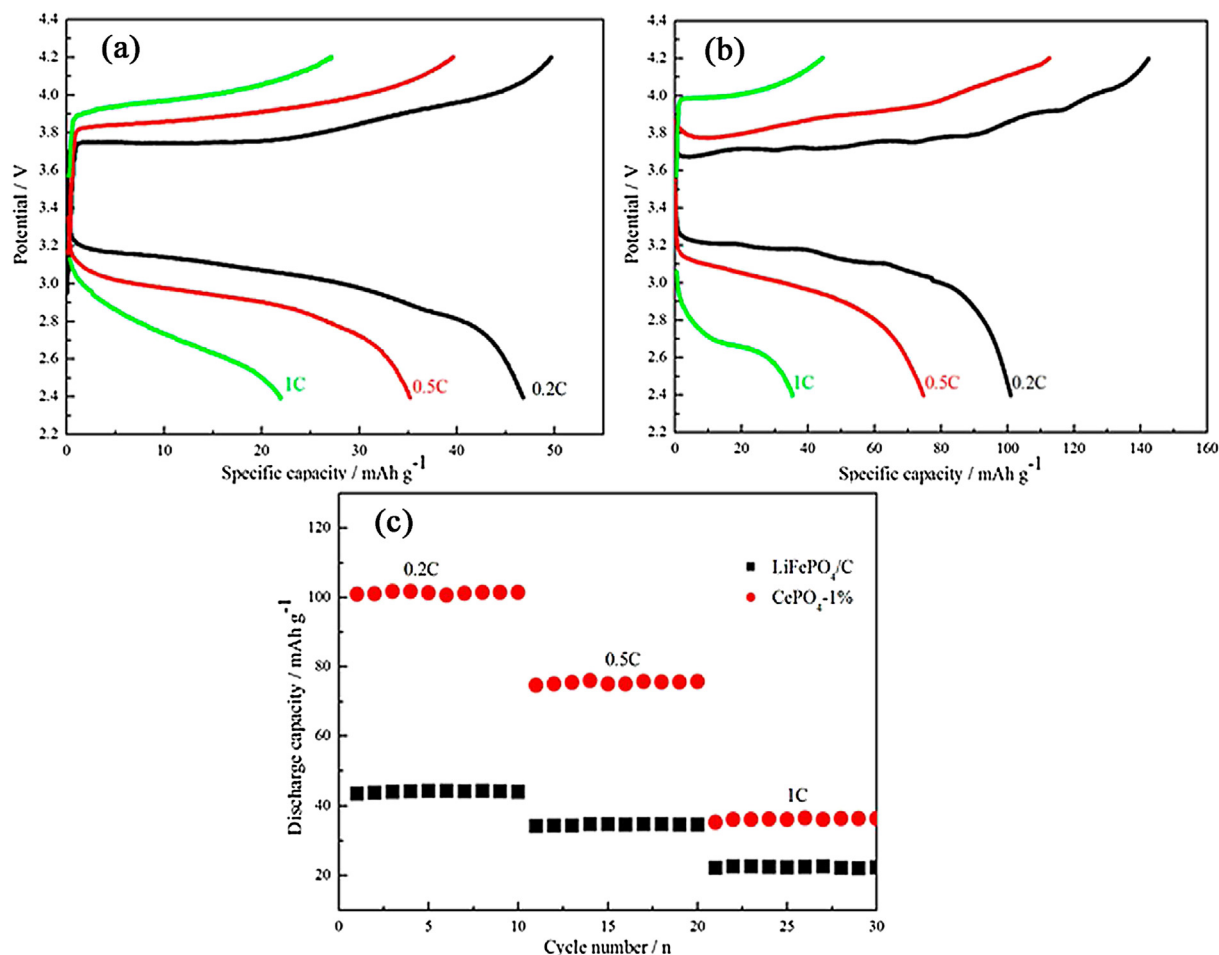 (a)
4.4
4.2
4.0
3.8
3.6
3.4
3.2
3.0
2.8
2.6
2.4
2.2
Potential / V
1C
0.5C
0.2C
0 10 20 30 40 50
Specific capacity / mAh g⁻¹
(b)
4.4
4.2
4.0
3.8
3.6
3.4
3.2
3.0
2.8
2.6
2.4
2.2
Potential / V
1C
0.5C
0.2C
0 20 40 60 80 100 120 140 160
Specific capacity / mAh g⁻¹
(c)
120
100
80
60
40
20
Discharge capacity / mAh g⁻¹
0.2C
0.5C
1C
LiFePO₄/C
CePO₄-1%
0 5 10 15 20 25 30
Cycle number / n